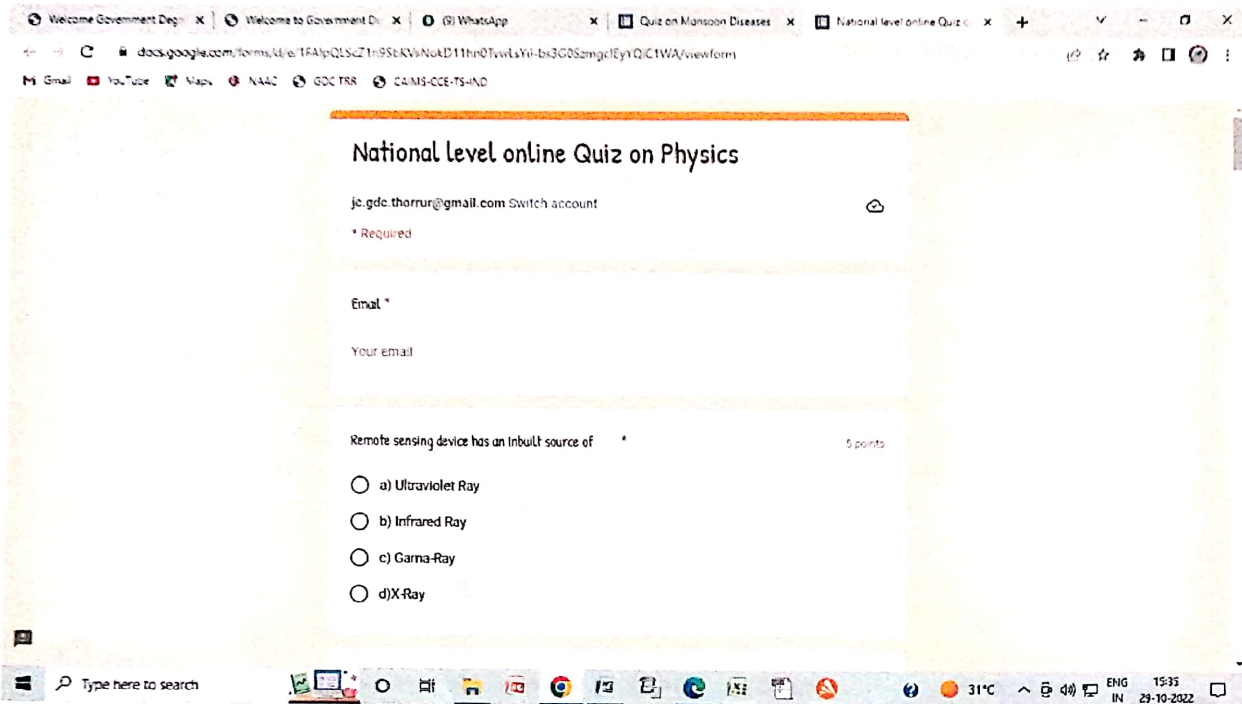 Welcome Government Degr
Welcome to Government D
(9) WhatsApp
Quiz on Monsoon Diseases
National level online Quiz o
Gmail
YouTube
Maps
NAAC
GDC TRR
CAIMS-CCE-TS-IND
National level online Quiz on Physics
jc.gdc.thorrur@gmail.com Switch account
* Required
Email *
Your email
Remote sensing device has an inbuilt source of *
5 points
a) Ultraviolet Ray
b) Infrared Ray
c) Gama-Ray
d)X-Ray
Type here to search
31°C
ENG
IN
15:35
29-10-2022